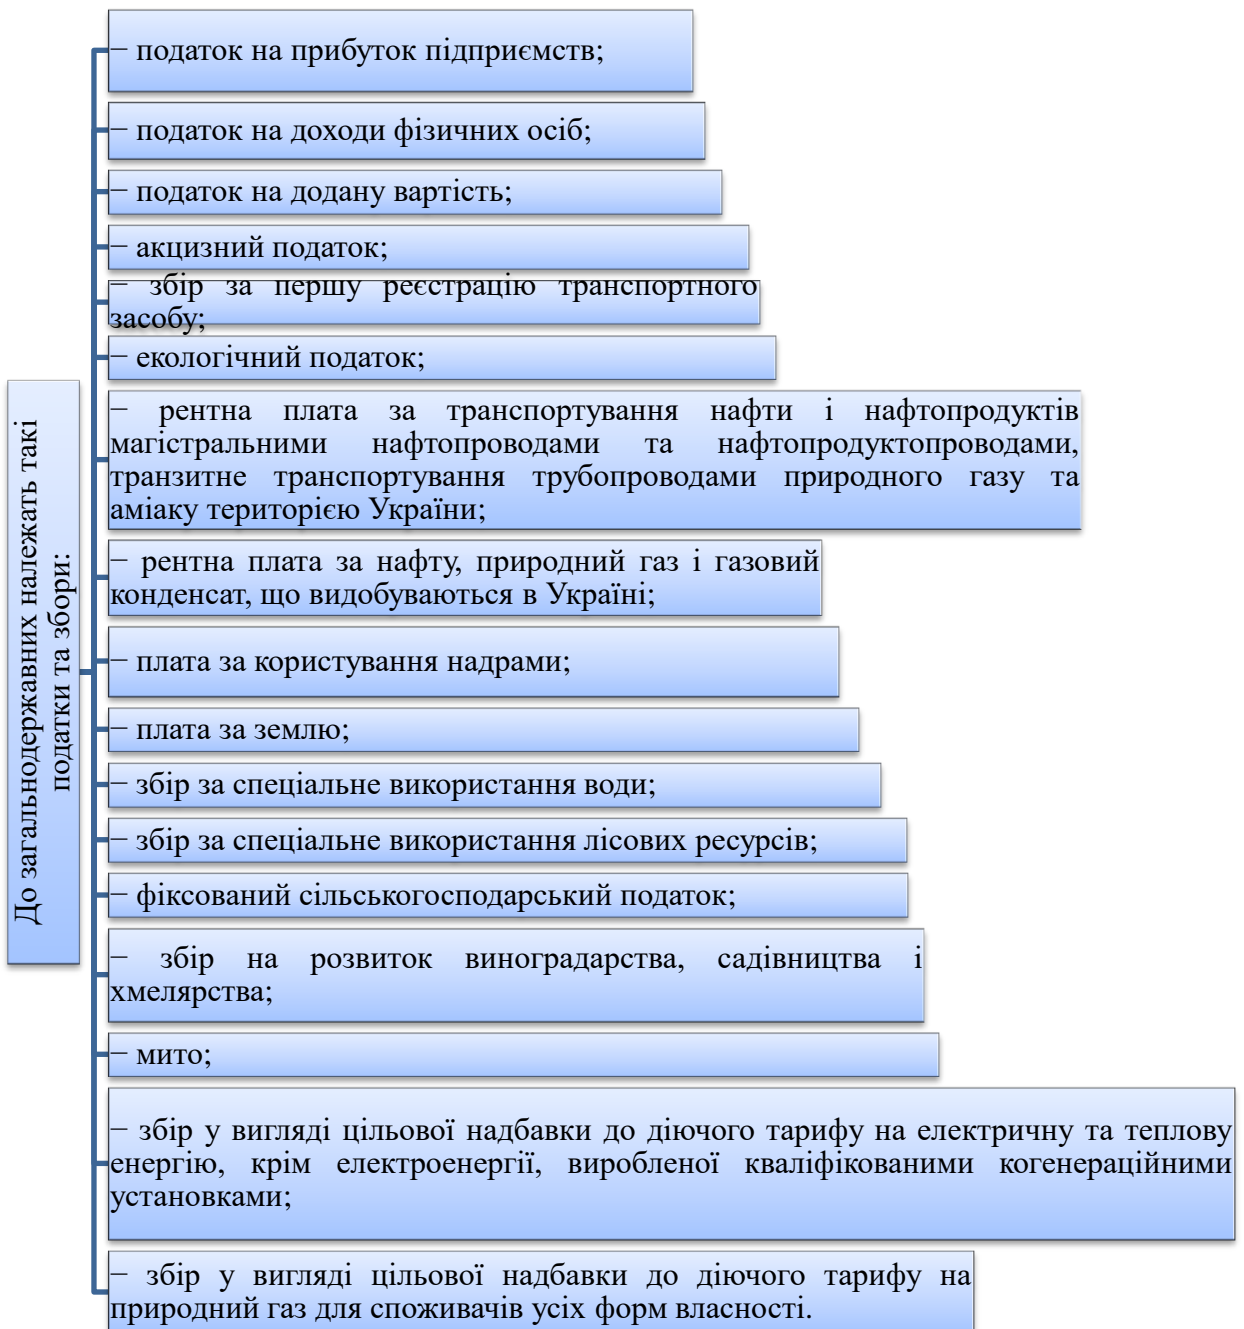 До загальнодержавних належать такі
податки та збори:
− податок на прибуток підприємств;
− податок на доходи фізичних осіб;
− податок на додану вартість;
− акцизний податок;
− збір за першу реєстрацію транспортного
засобу;
− екологічний податок;
− рентна плата за транспортування нафти і нафтопродуктів
магістральними нафтопроводами та нафтопродуктопроводами,
транзитне транспортування трубопроводами природного газу та
аміаку територією України;
− рентна плата за нафту, природний газ і газовий
конденсат, що видобуваються в Україні;
− плата за користування надрами;
− плата за землю;
− збір за спеціальне використання води;
− збір за спеціальне використання лісових ресурсів;
− фіксований сільськогосподарський податок;
− збір на розвиток виноградарства, садівництва і
хмелярства;
− мито;
− збір у вигляді цільової надбавки до діючого тарифу на електричну та теплову
енергію, крім електроенергії, виробленої кваліфікованими когенераційними
установками;
− збір у вигляді цільової надбавки до діючого тарифу на
природний газ для споживачів усіх форм власності.